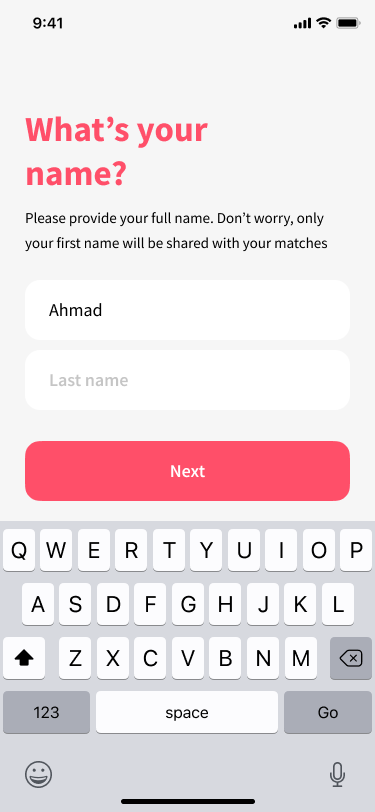 9:41
What’s your
name?
Please provide your full name. Don’t worry, only
your first name will be shared with your matches
Ahmad
Last name
Next
Q W E R T Y U I O P
A S D F G H J K L
Z X C V B N M
123 space Go